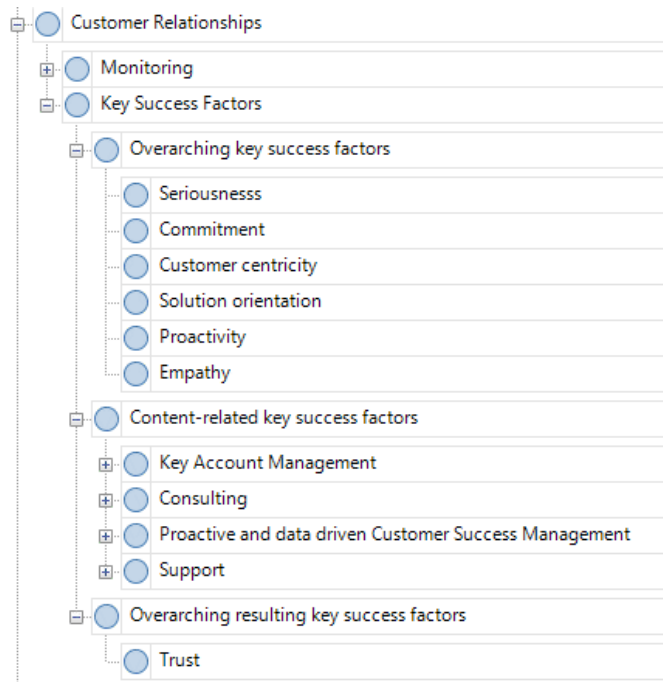 Customer Relationships
Monitoring
Key Success Factors
Overarching key success factors
Seriousnesss
Commitment
Customer centricity
Solution orientation
Proactivity
Empathy
Content-related key success factors
Key Account Management
Consulting
Proactive and data driven Customer Success Management
Support
Overarching resulting key success factors
Trust